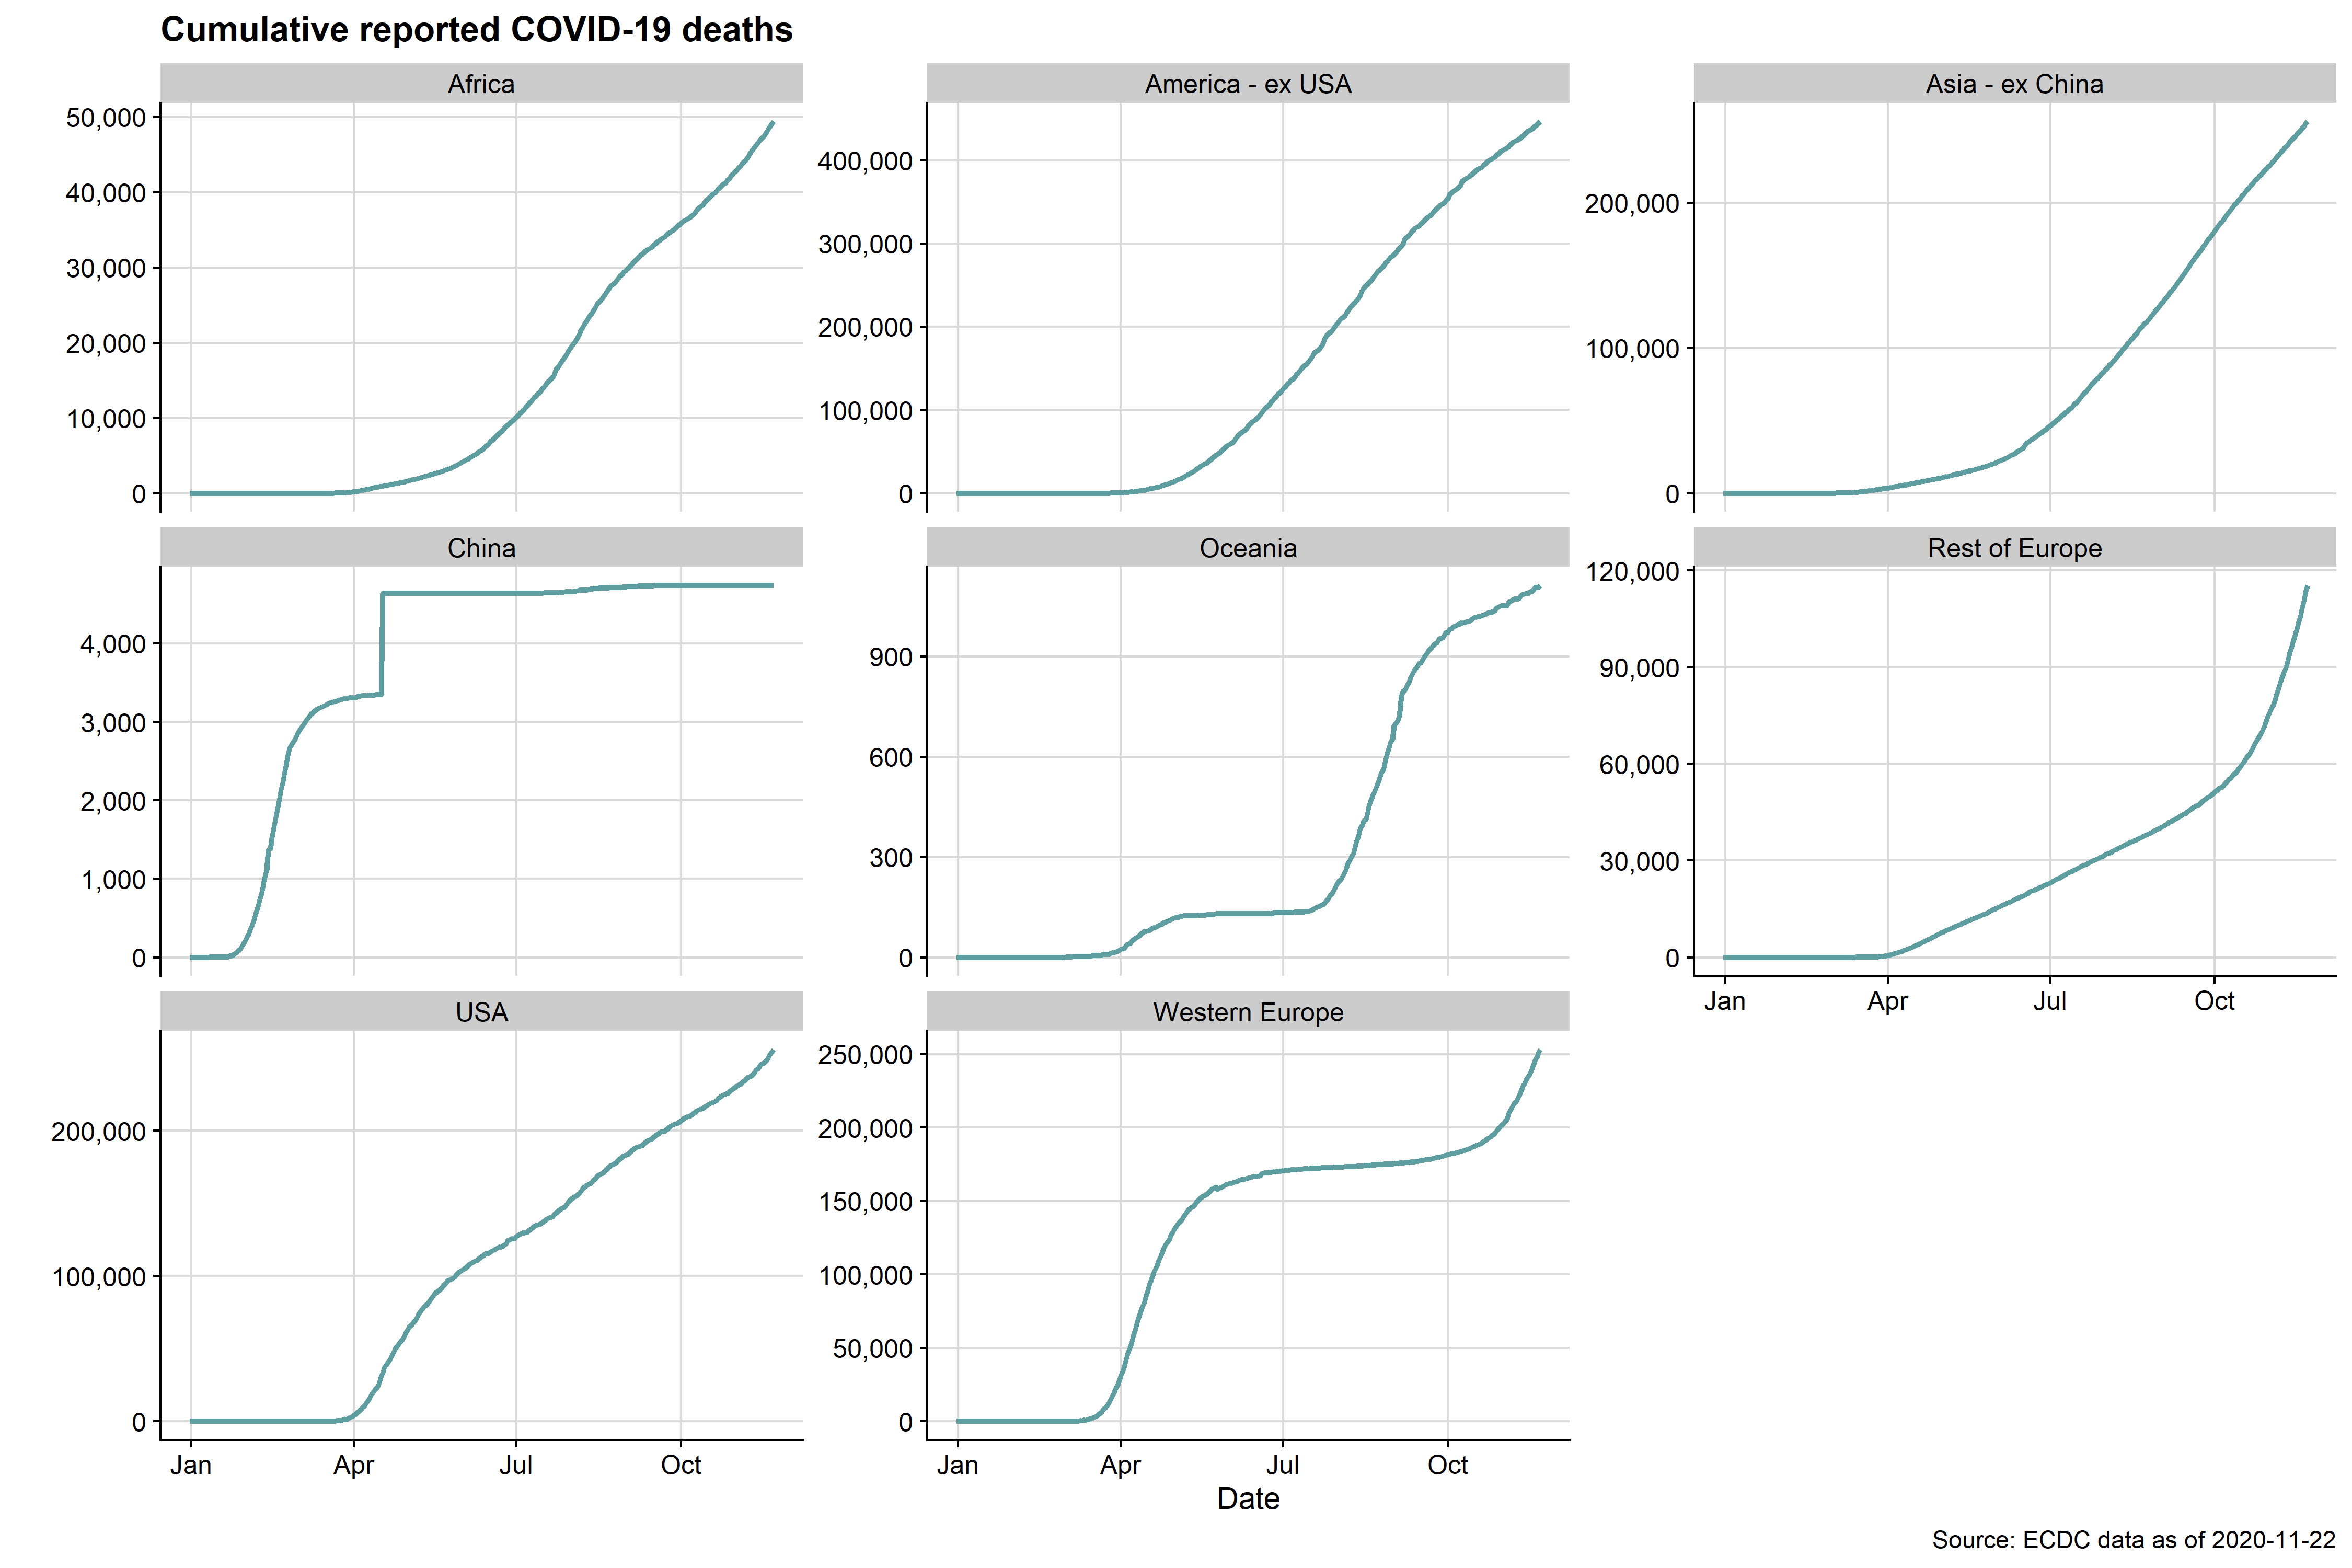 Cumulative reported COVID-19 deaths
Africa
50,000
40,000
30,000
20,000
10,000
0
America - ex USA
400,000
300,000
200,000
100,000
0
Asia - ex China
200,000
100,000
0
China
4,000
3,000
2,000
1,000
0
Oceania
900
600
300
0
Rest of Europe
120,000
90,000
60,000
30,000
0
Jan Apr Jul Oct
USA
200,000
100,000
0
Jan Apr Jul Oct
Western Europe
250,000
200,000
150,000
100,000
50,000
0
Jan Apr Jul Oct
Date
Source: ECDC data as of 2020-11-22